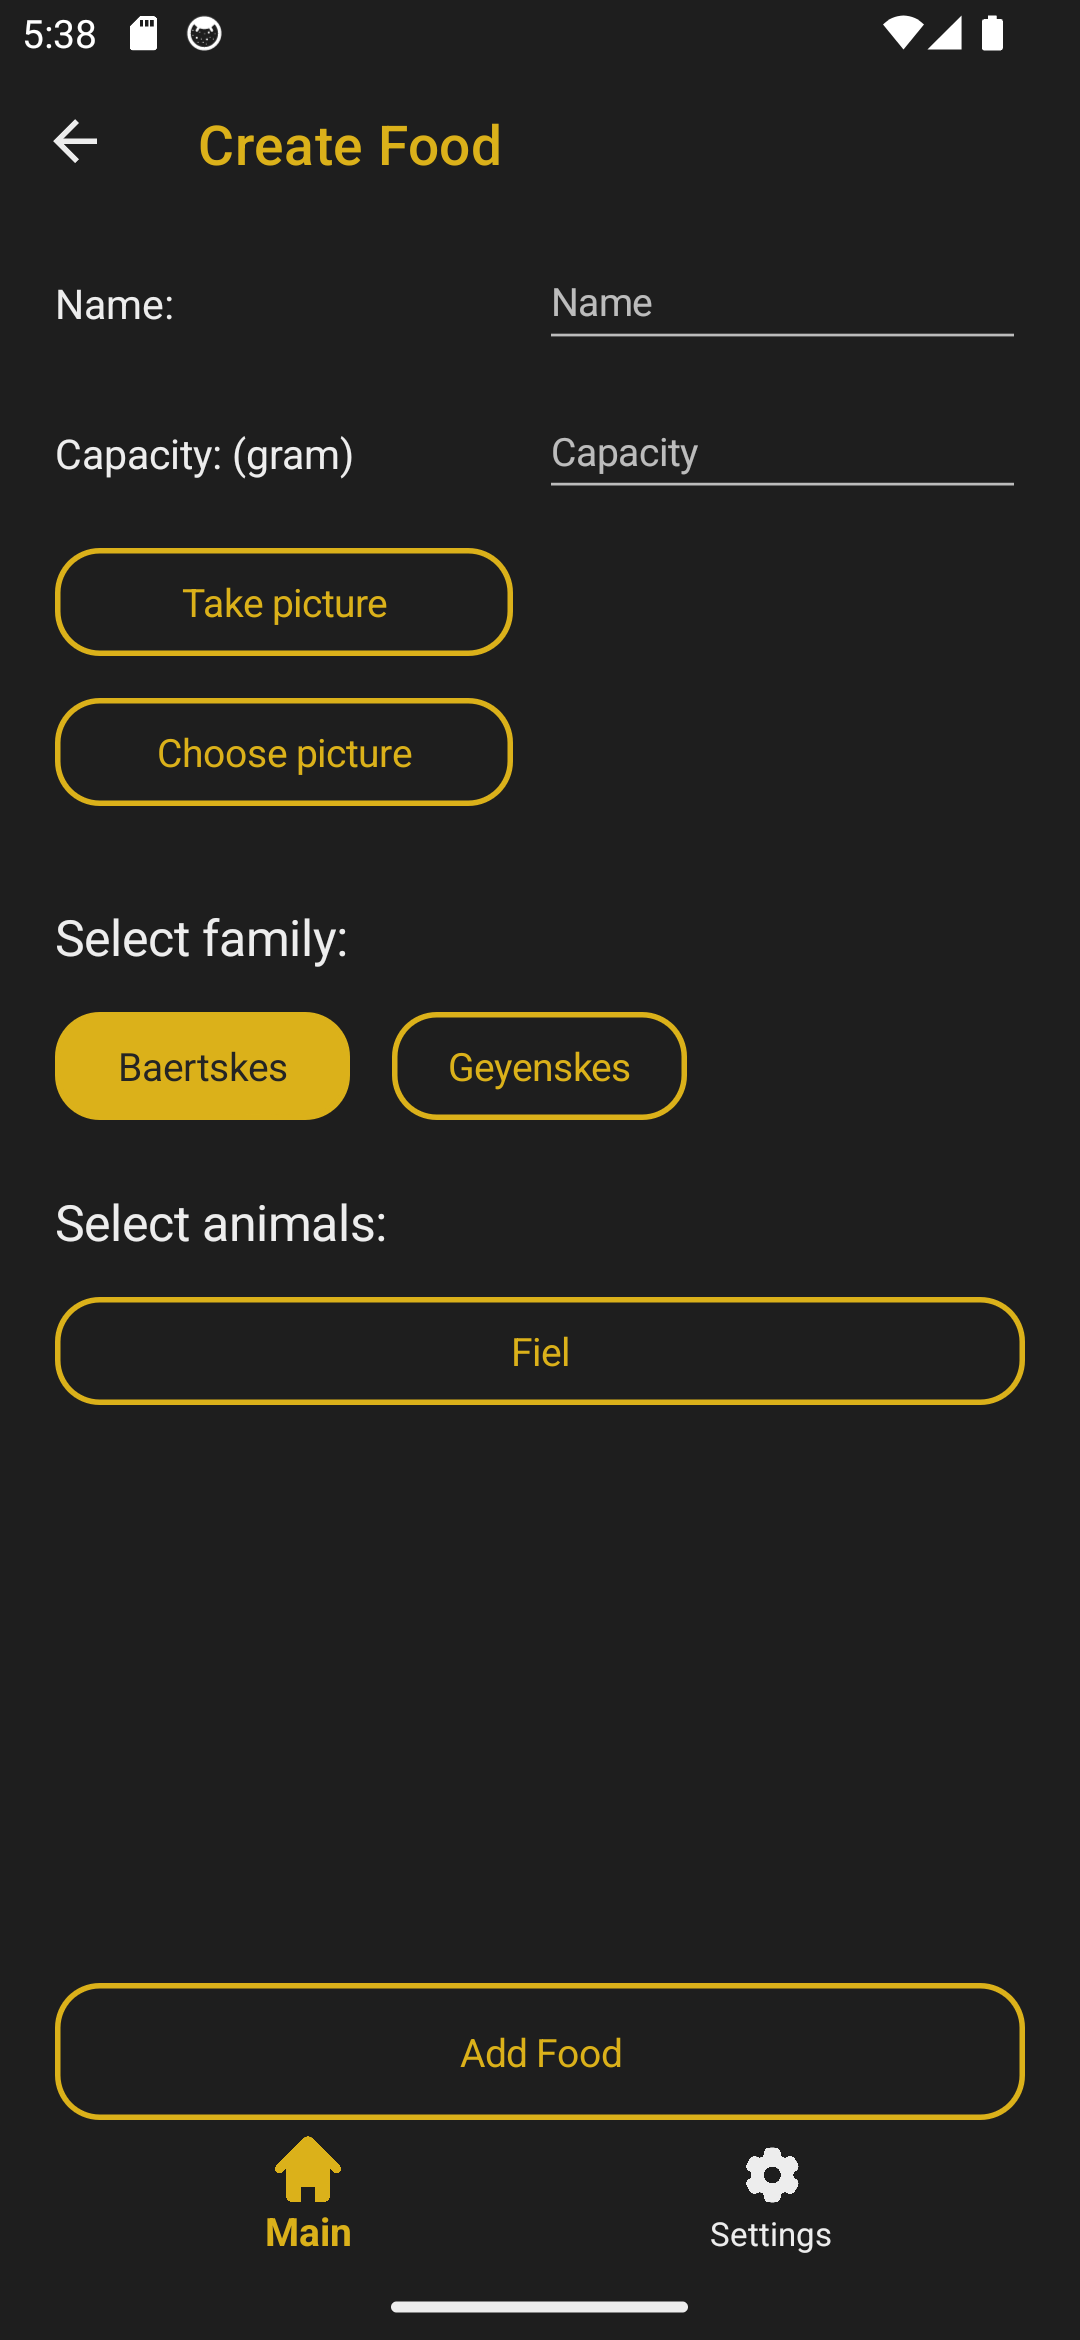 5:38
Create Food
Name:
Name
Capacity: (gram)
Capacity
Take picture
Choose picture
Select family:
Baertskes
Geyenskes
Select animals:
Fiel
Add Food
Main
Settings